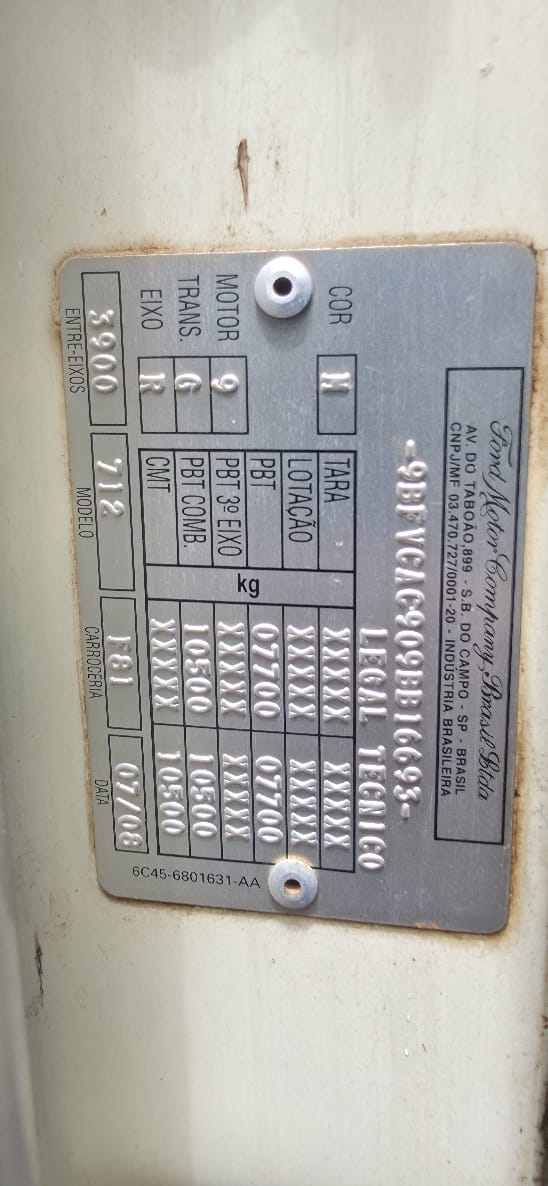 Ford Motor Company Brasil Ltda
AV. DO TABOÃO,899 - S.B. DO CAMPO - SP - BRASIL
CNPJ/MF 03.470.727/0001-20 - INDÚSTRIA BRASILEIRA
-9BFVCAC909BB16693-
LEGAL TECNICO
COR TARA XXXXX XXXXX
LOTAÇÃO XXXXX XXXXX
PBT kg 07700 07700
MOTOR 9 PBT 3º EIXO XXXXX XXXXX
TRANS. G PBT COMB. 10500 10500
EIXO R CMT XXXXX 10500
3900 712 F81 07/08
ENTRE-EIXOS MODELO CARROCERIA DATA
6C45-6801631-AA